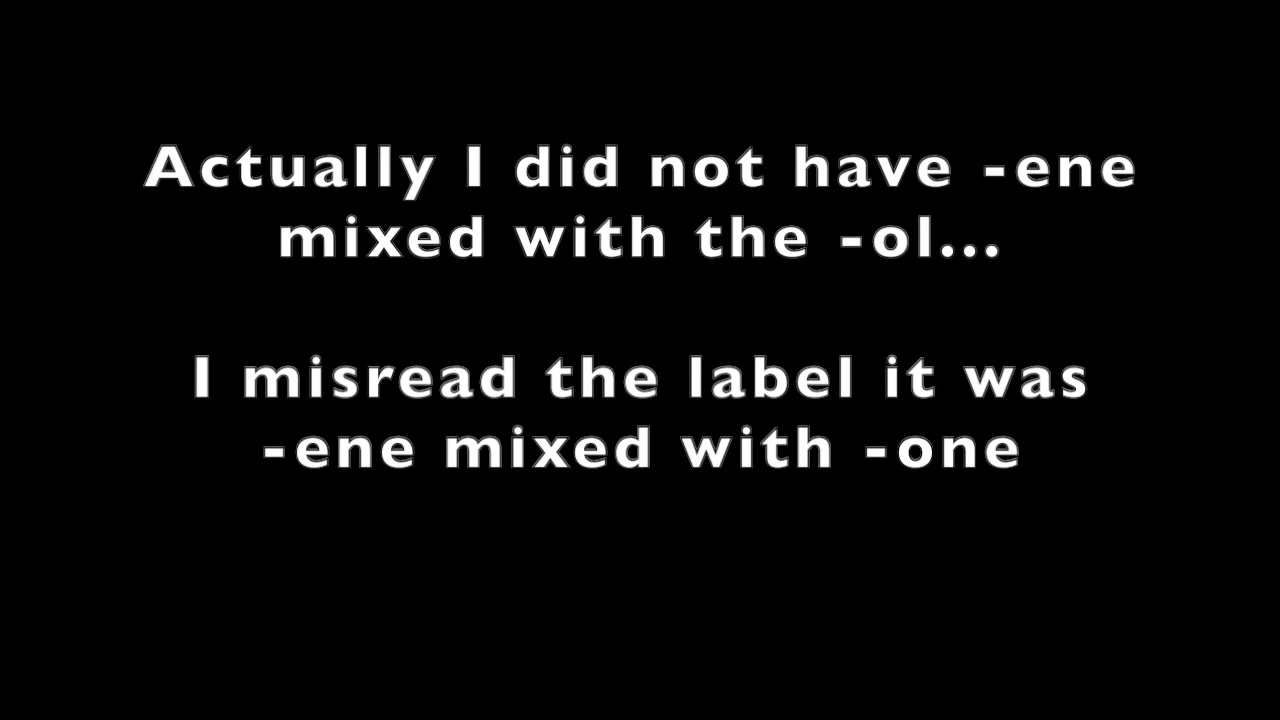 Actually I did not have -ene
mixed with the -ol...
I misread the label it was
-ene mixed with -one